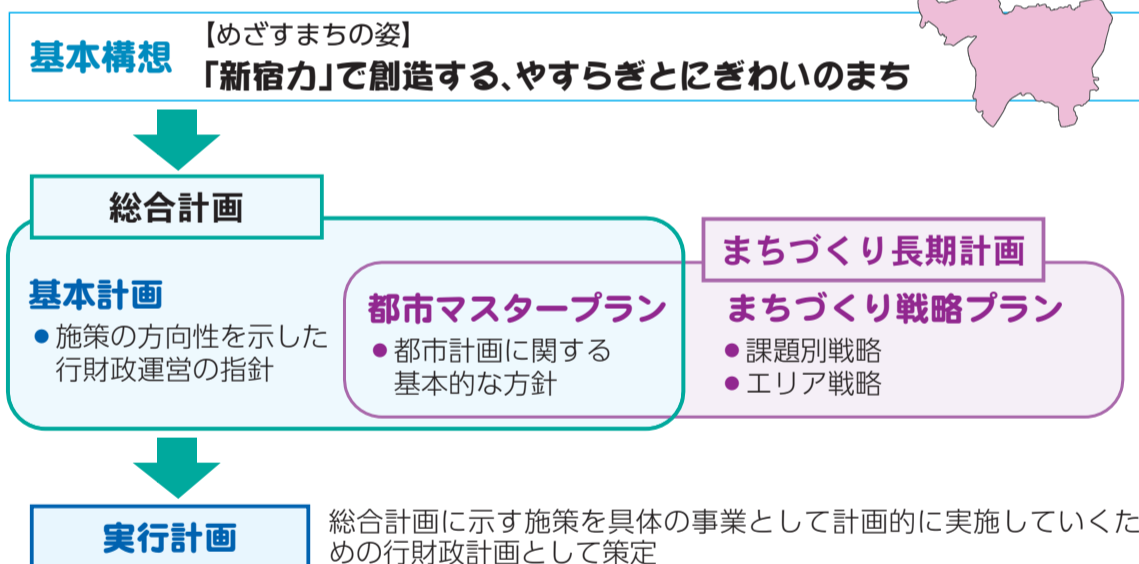 基本構想
【めざすまちの姿】
「新宿力」で創造する、やすらぎとにぎわいのまち
総合計画
基本計画
●施策の方向性を示した
行財政運営の指針
都市マスタープラン
●都市計画に関する
基本的な方針
まちづくり長期計画
まちづくり戦略プラン
●課題別戦略
●エリア戦略
実行計画
総合計画に示す施策を具体の事業として計画的に実施していくた
めの行財政計画として策定